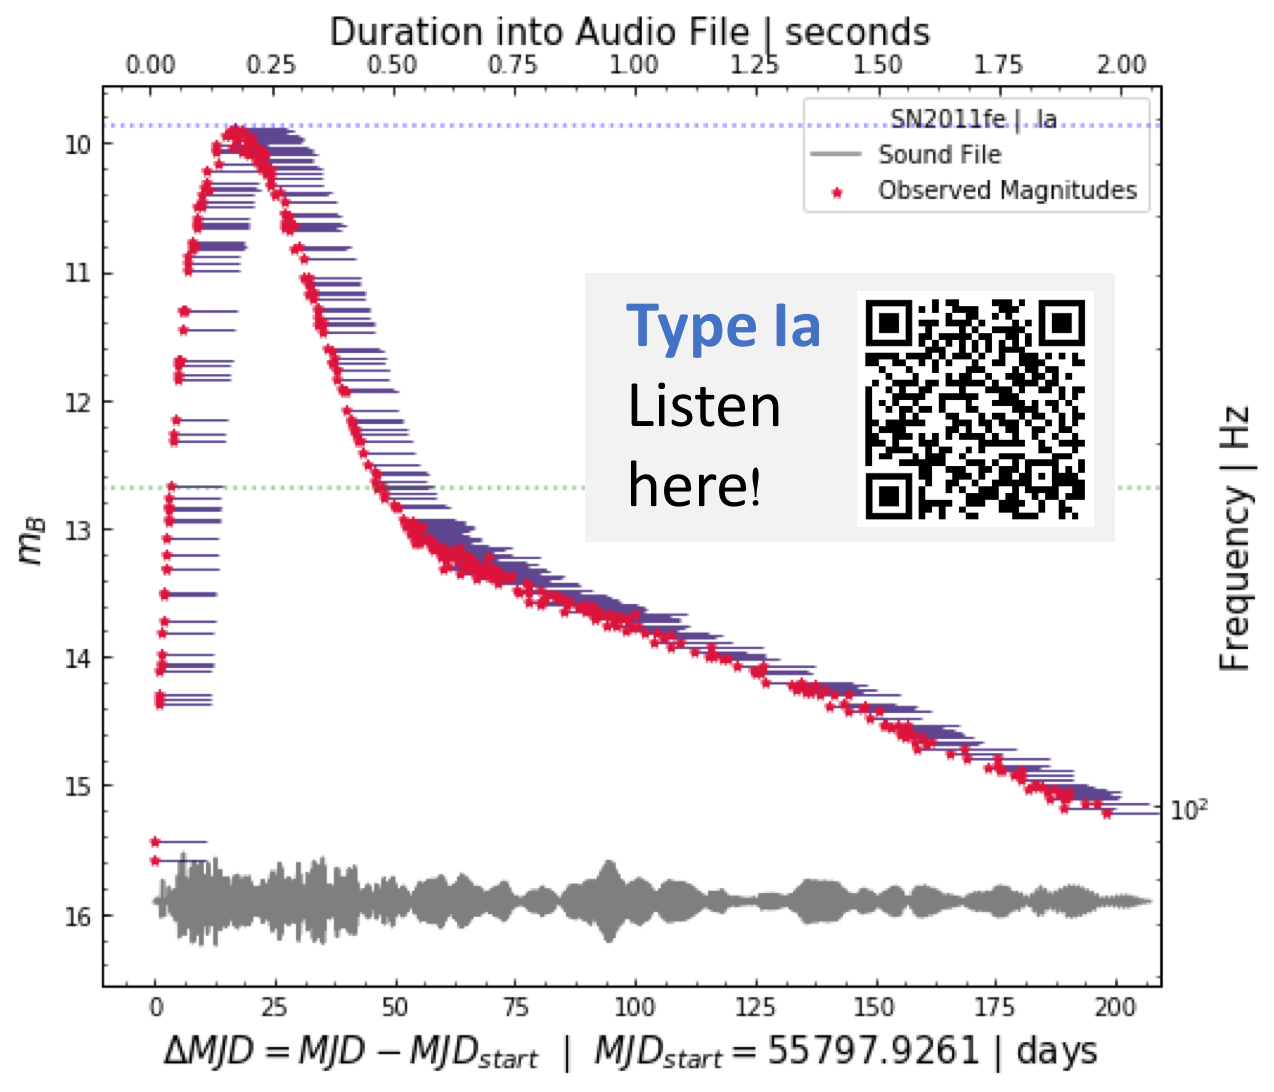 Duration into Audio File | seconds
0.00 0.25 0.50 0.75 1.00 1.25 1.50 1.75 2.00
SN2011fe | Ia
Sound File
Observed Magnitudes
Type Ia
Listen
here!
10
11
12
13
14
15
16
m_B
Frequency | Hz
10²
0 25 50 75 100 125 150 175 200
ΔMJD = MJD − MJD_start | MJD_start = 55797.9261 | days